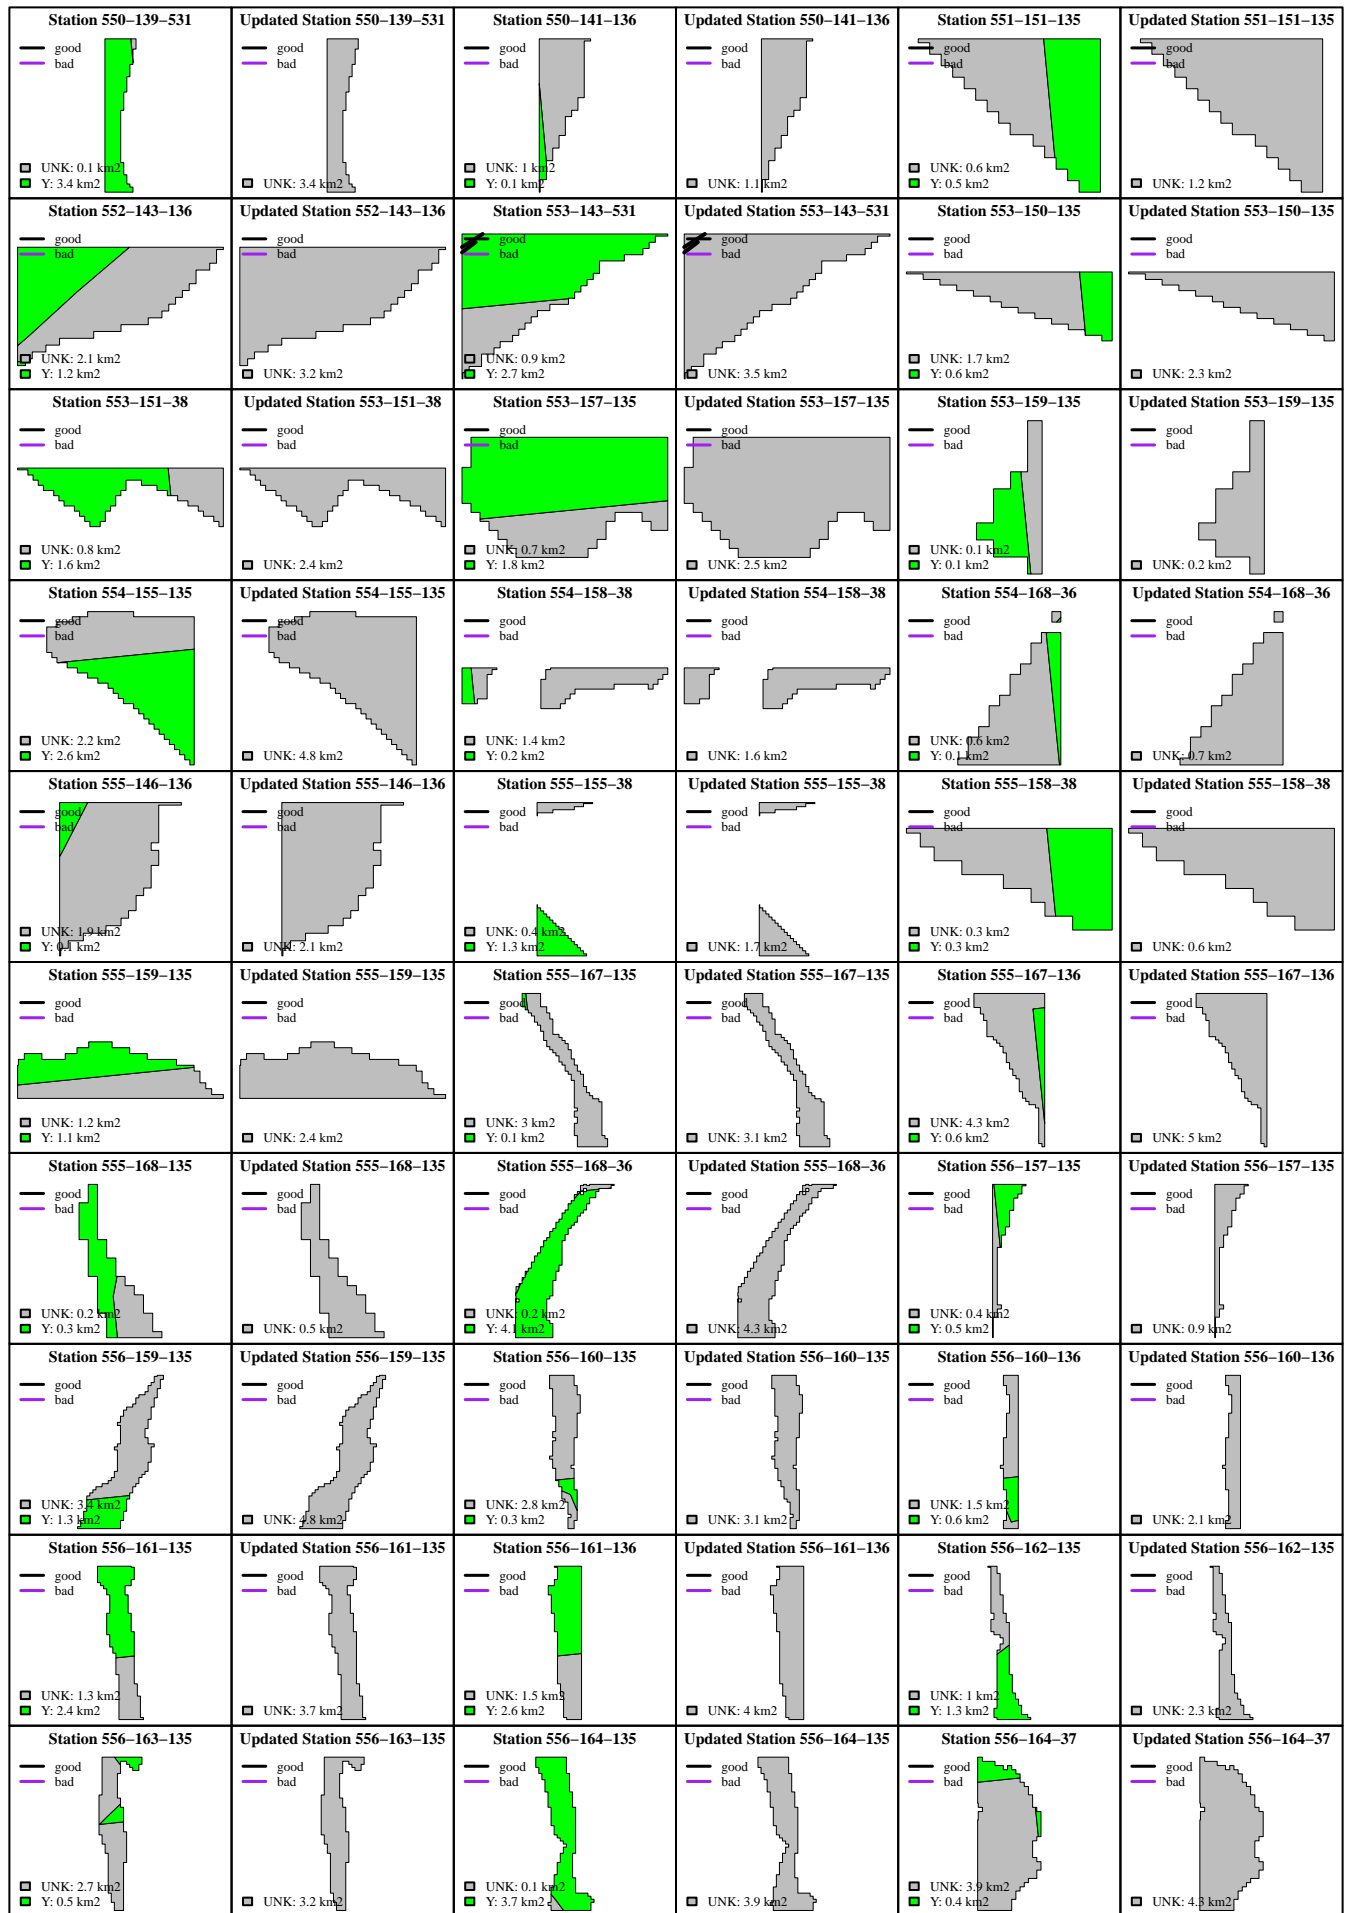 Station 550−139−531
good
bad
UNK: 0.1 km2
Y: 3.4 km2
Updated Station 550−139−531
good
bad
UNK: 3.4 km2
Station 550−141−136
good
bad
UNK: 1 km2
Y: 0.1 km2
Updated Station 550−141−136
good
bad
UNK: 1.1 km2
Station 551−151−135
good
bad
UNK: 0.6 km2
Y: 0.5 km2
Updated Station 551−151−135
good
bad
UNK: 1.2 km2
Station 552−143−136
good
bad
UNK: 2.1 km2
Y: 1.2 km2
Updated Station 552−143−136
good
bad
UNK: 3.2 km2
Station 553−143−531
good
bad
UNK: 0.9 km2
Y: 2.7 km2
Updated Station 553−143−531
good
bad
UNK: 3.5 km2
Station 553−150−135
good
bad
UNK: 1.7 km2
Y: 0.6 km2
Updated Station 553−150−135
good
bad
UNK: 2.3 km2
Station 553−151−38
good
bad
UNK: 0.8 km2
Y: 1.6 km2
Updated Station 553−151−38
good
bad
UNK: 2.4 km2
Station 553−157−135
good
bad
UNK: 0.7 km2
Y: 1.8 km2
Updated Station 553−157−135
good
bad
UNK: 2.5 km2
Station 553−159−135
good
bad
UNK: 0.1 km2
Y: 0.1 km2
Updated Station 553−159−135
good
bad
UNK: 0.2 km2
Station 554−155−135
good
bad
UNK: 2.2 km2
Y: 2.6 km2
Updated Station 554−155−135
good
bad
UNK: 4.8 km2
Station 554−158−38
good
bad
UNK: 1.4 km2
Y: 0.2 km2
Updated Station 554−158−38
good
bad
UNK: 1.6 km2
Station 554−168−36
good
bad
UNK: 0.6 km2
Y: 0.1 km2
Updated Station 554−168−36
good
bad
UNK: 0.7 km2
Station 555−146−136
good
bad
UNK: 1.9 km2
Y: 0.1 km2
Updated Station 555−146−136
good
bad
UNK: 2.1 km2
Station 555−155−38
good
bad
UNK: 0.4 km2
Y: 1.3 km2
Updated Station 555−155−38
good
bad
UNK: 1.7 km2
Station 555−158−38
good
bad
UNK: 0.3 km2
Y: 0.3 km2
Updated Station 555−158−38
good
bad
UNK: 0.6 km2
Station 555−159−135
good
bad
UNK: 1.2 km2
Y: 1.1 km2
Updated Station 555−159−135
good
bad
UNK: 2.4 km2
Station 555−167−135
good
bad
UNK: 3 km2
Y: 0.1 km2
Updated Station 555−167−135
good
bad
UNK: 3.1 km2
Station 555−167−136
good
bad
UNK: 4.3 km2
Y: 0.6 km2
Updated Station 555−167−136
good
bad
UNK: 5 km2
Station 555−168−135
good
bad
UNK: 0.2 km2
Y: 0.3 km2
Updated Station 555−168−135
good
bad
UNK: 0.5 km2
Station 555−168−36
good
bad
UNK: 0.2 km2
Y: 4.1 km2
Updated Station 555−168−36
good
bad
UNK: 4.3 km2
Station 556−157−135
good
bad
UNK: 0.4 km2
Y: 0.5 km2
Updated Station 556−157−135
good
bad
UNK: 0.9 km2
Station 556−159−135
good
bad
UNK: 3.4 km2
Y: 1.3 km2
Updated Station 556−159−135
good
bad
UNK: 4.8 km2
Station 556−160−135
good
bad
UNK: 2.8 km2
Y: 0.3 km2
Updated Station 556−160−135
good
bad
UNK: 3.1 km2
Station 556−160−136
good
bad
UNK: 1.5 km2
Y: 0.6 km2
Updated Station 556−160−136
good
bad
UNK: 2.1 km2
Station 556−161−135
good
bad
UNK: 1.3 km2
Y: 2.4 km2
Updated Station 556−161−135
good
bad
UNK: 3.7 km2
Station 556−161−136
good
bad
UNK: 1.5 km2
Y: 2.6 km2
Updated Station 556−161−136
good
bad
UNK: 4 km2
Station 556−162−135
good
bad
UNK: 1 km2
Y: 1.3 km2
Updated Station 556−162−135
good
bad
UNK: 2.3 km2
Station 556−163−135
good
bad
UNK: 2.7 km2
Y: 0.5 km2
Updated Station 556−163−135
good
bad
UNK: 3.2 km2
Station 556−164−135
good
bad
UNK: 0.1 km2
Y: 3.7 km2
Updated Station 556−164−135
good
bad
UNK: 3.9 km2
Station 556−164−37
good
bad
UNK: 3.9 km2
Y: 0.4 km2
Updated Station 556−164−37
good
bad
UNK: 4.3 km2